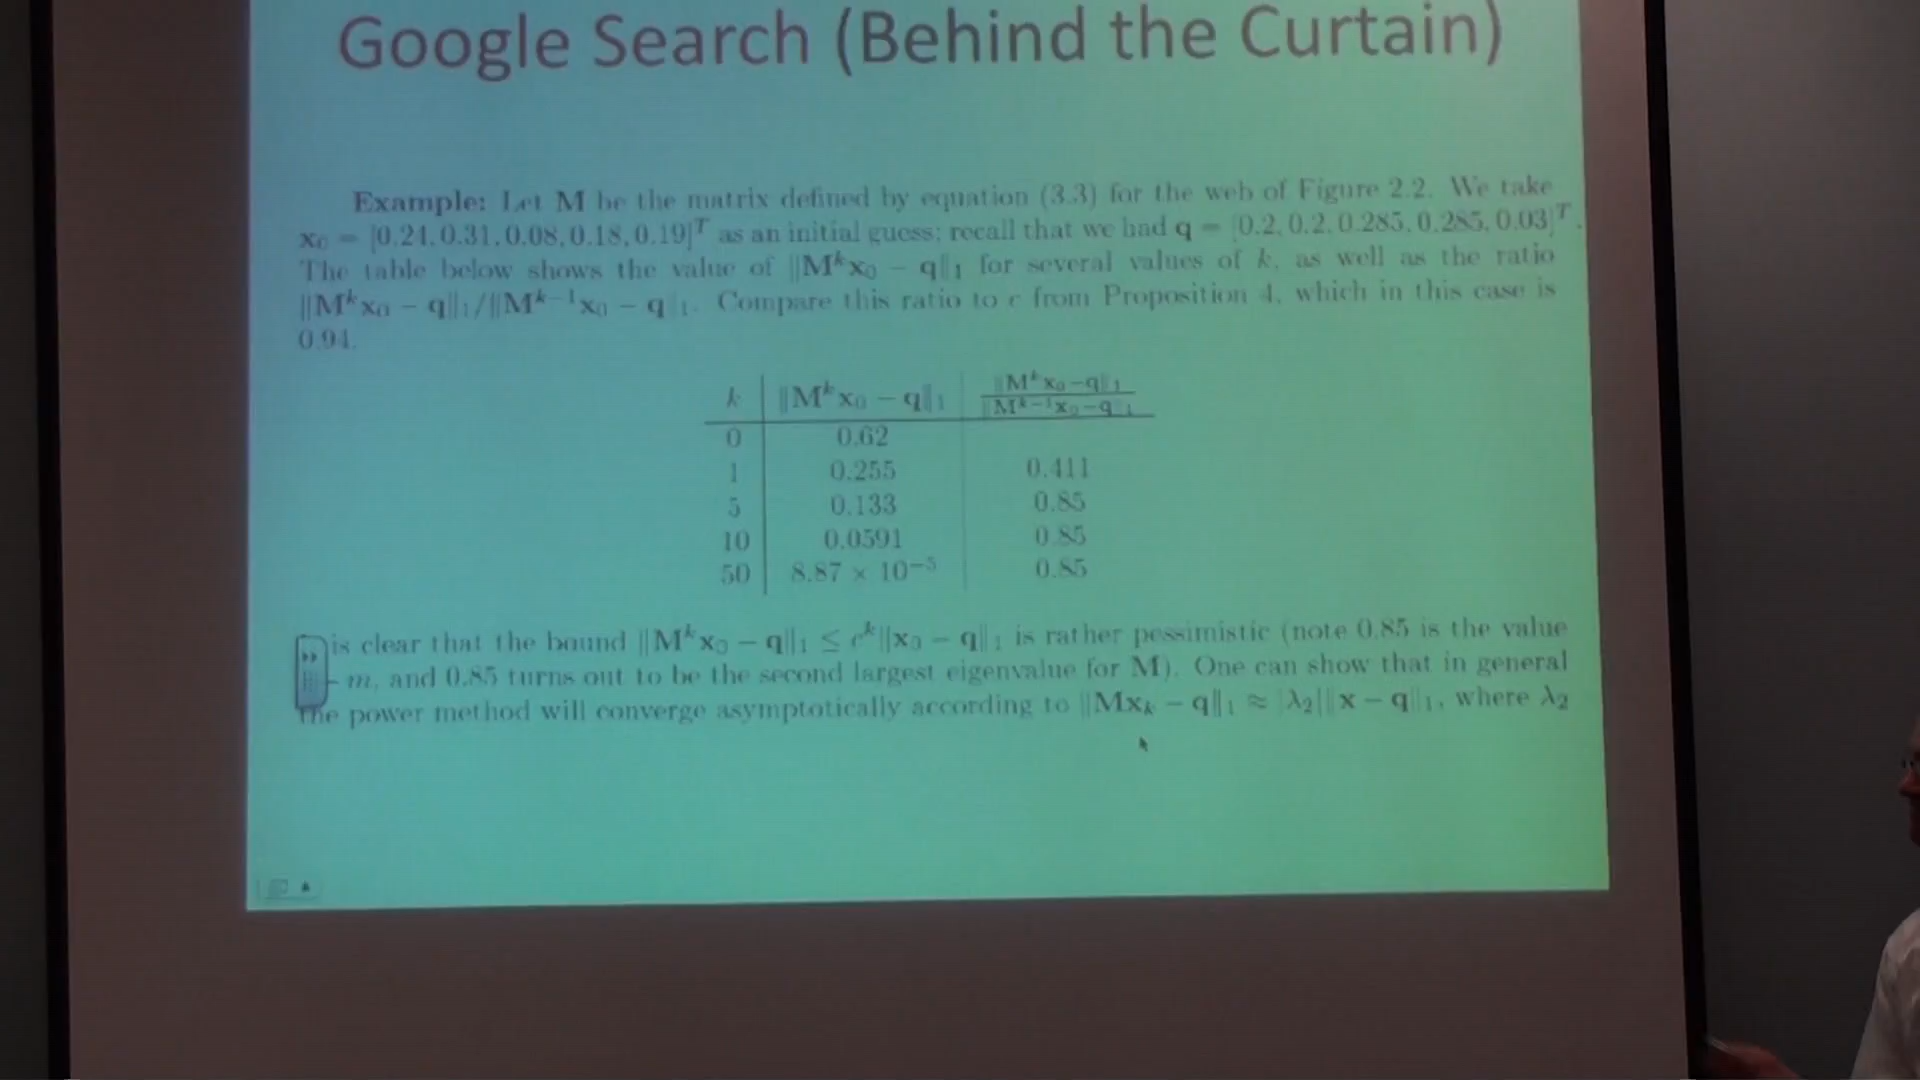 Google Search (Behind the Curtain)
Example: Let M be the matrix defined by equation (3.3) for the web of Figure 2.2. We take
x₀ = [0.24, 0.31, 0.08, 0.18, 0.19]ᵀ as an initial guess; recall that we had q = [0.2, 0.2, 0.285, 0.285, 0.03]ᵀ.
The table below shows the value of ‖Mᵏx₀ − q‖₁ for several values of k, as well as the ratio
‖Mᵏx₀ − q‖₁/‖Mᵏ⁻¹x₀ − q‖₁. Compare this ratio to c from Proposition 4, which in this case is
0.94.
k ‖Mᵏx₀ − q‖₁ ‖Mᵏx₀−q‖₁ / ‖Mᵏ⁻¹x₀−q‖₁
0 0.62
1 0.255 0.411
5 0.133 0.85
10 0.0591 0.85
50 8.87 × 10⁻⁵ 0.85
is clear that the bound ‖Mᵏx₀ − q‖₁ ≤ cᵏ‖x₀ − q‖₁ is rather pessimistic (note 0.85 is the value
− m, and 0.85 turns out to be the second largest eigenvalue for M). One can show that in general
the power method will converge asymptotically according to ‖Mxₖ − q‖₁ ≈ |λ₂|‖x − q‖₁, where λ₂